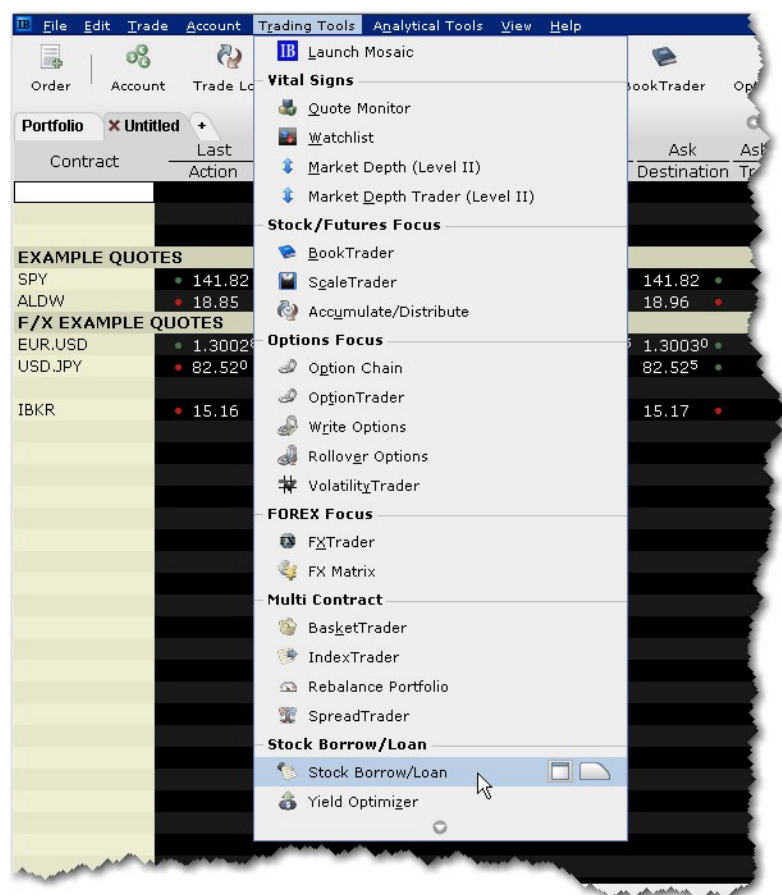 IB File Edit Trade Account Trading Tools Analytical Tools View Help
Order Account Trade Lo BookTrader Op
Portfolio Untitled +
Contract Last Ask Ask
Action Destination Tr
IB Launch Mosaic
Vital Signs
Quote Monitor
Watchlist
Market Depth (Level II)
Market Depth Trader (Level II)
Stock/Futures Focus
BookTrader
ScaleTrader
Accumulate/Distribute
Options Focus
Option Chain
OptionTrader
Write Options
Rollover Options
VolatilityTrader
FOREX Focus
FXTrader
FX Matrix
Multi Contract
BasketTrader
IndexTrader
Rebalance Portfolio
SpreadTrader
Stock Borrow/Loan
Stock Borrow/Loan
Yield Optimizer
EXAMPLE QUOTES
SPY 141.82 141.82
ALDW 18.85 18.96
F/X EXAMPLE QUOTES
EUR.USD 1.3002 1.30030
USD.JPY 82.520 82.525
IBKR 15.16 15.17